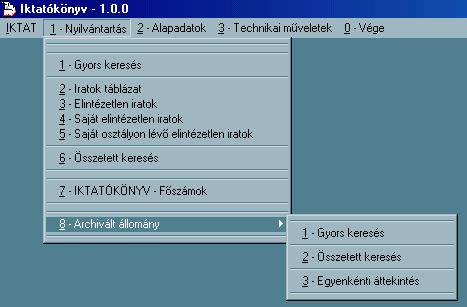 Iktatókönyv - 1.0.0
IKTAT 1 - Nyilvántartás 2 - Alapadatok 3 - Technikai műveletek 0 - Vége
1 - Gyors keresés
2 - Iratok táblázat
3 - Elintézetlen iratok
4 - Saját elintézetlen iratok
5 - Saját osztályon lévő elintézetlen iratok
6 - Összetett keresés
7 - IKTATÓKÖNYV - Főszámok
8 - Archivált állomány
1 - Gyors keresés
2 - Összetett keresés
3 - Egyenkénti áttekintés